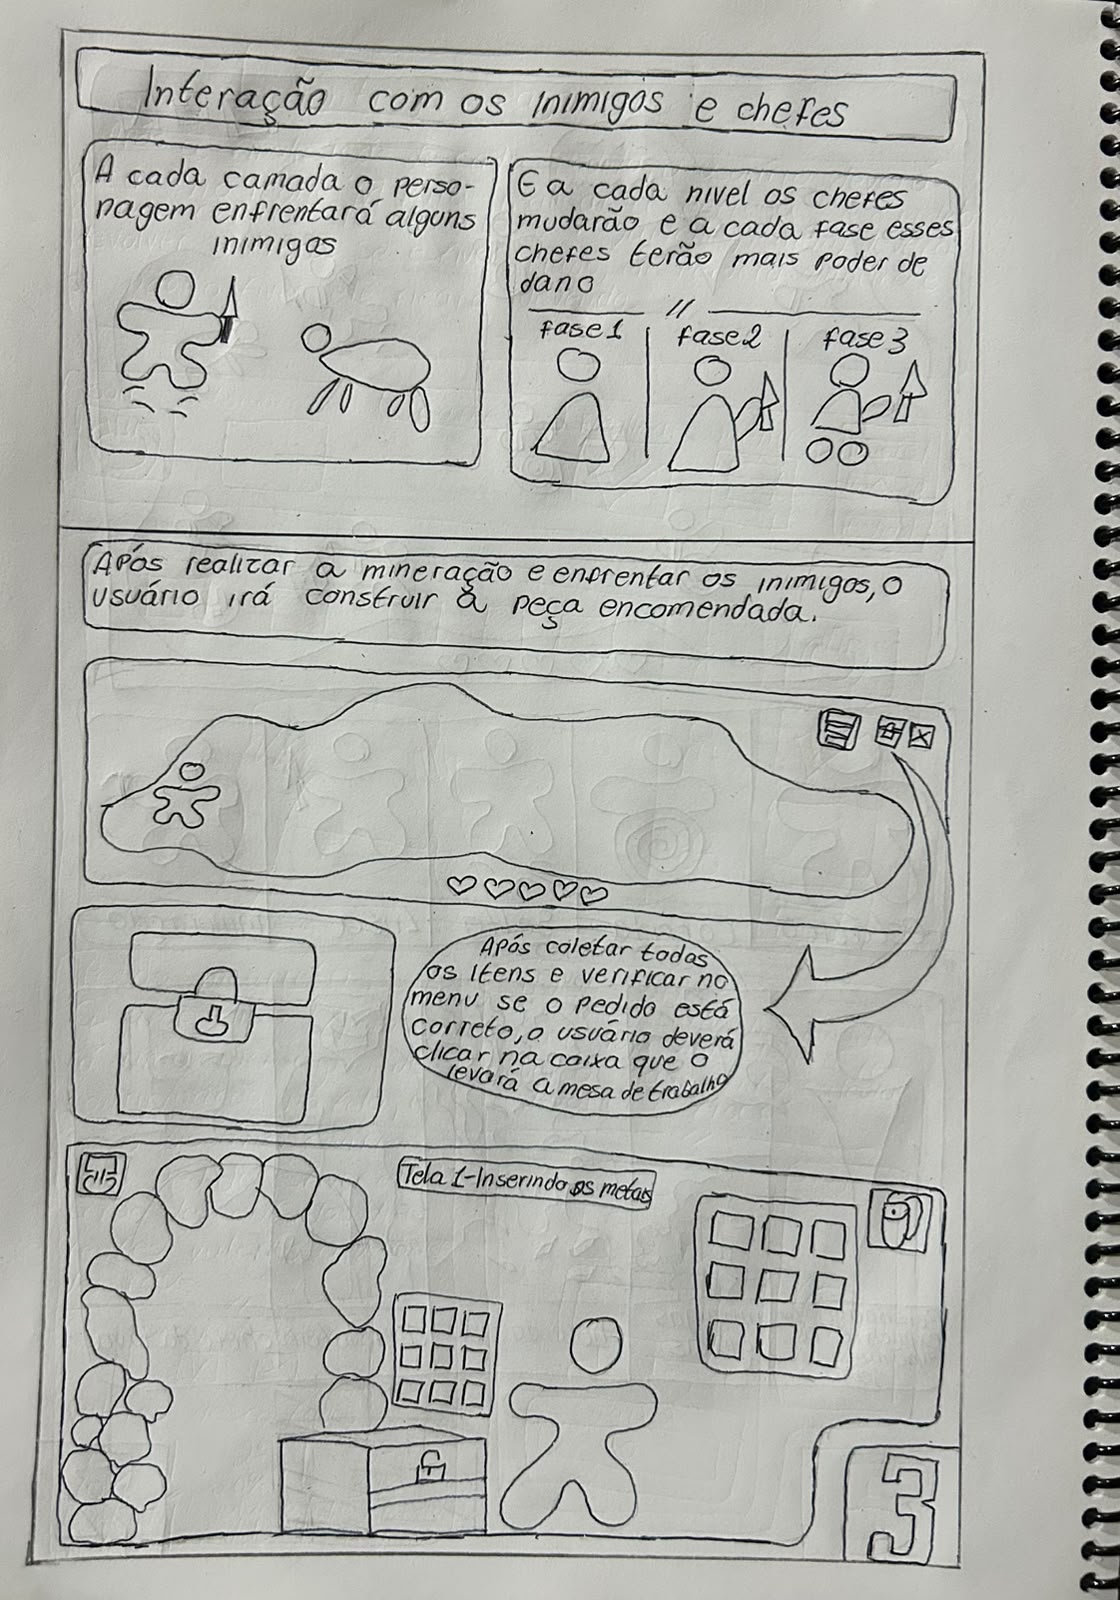 Interação com os inimigos e chefes
A cada camada o perso-
nagem enfrentará alguns
inimigos
E a cada nivel os chefes
mudarão e a cada fase esses
chefes terão mais poder de
dano
fase 1
fase 2
fase 3
Após realizar a mineração e enfrentar os inimigos, o
usuário irá construir a peça encomendada.
Após coletar todos
os itens e verificar no
menu se o pedido está
correto, o usuário deverá
clicar na caixa que o
levará a mesa de trabalho
Tela 1-Inserindo os metais
3